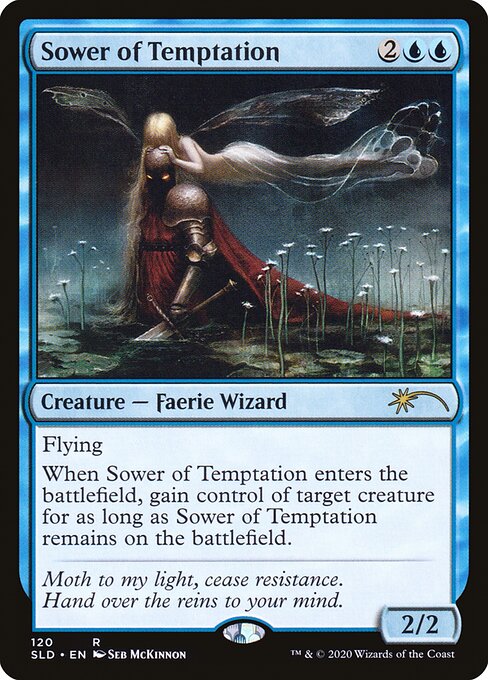 Sower of Temptation 2
Creature — Faerie Wizard
Flying
When Sower of Temptation enters the
battlefield, gain control of target creature
for as long as Sower of Temptation
remains on the battlefield.
Moth to my light, cease resistance.
Hand over the reins to your mind.
2/2
120 R
SLD • EN Seb McKinnon
™ & © 2020 Wizards of the Coast